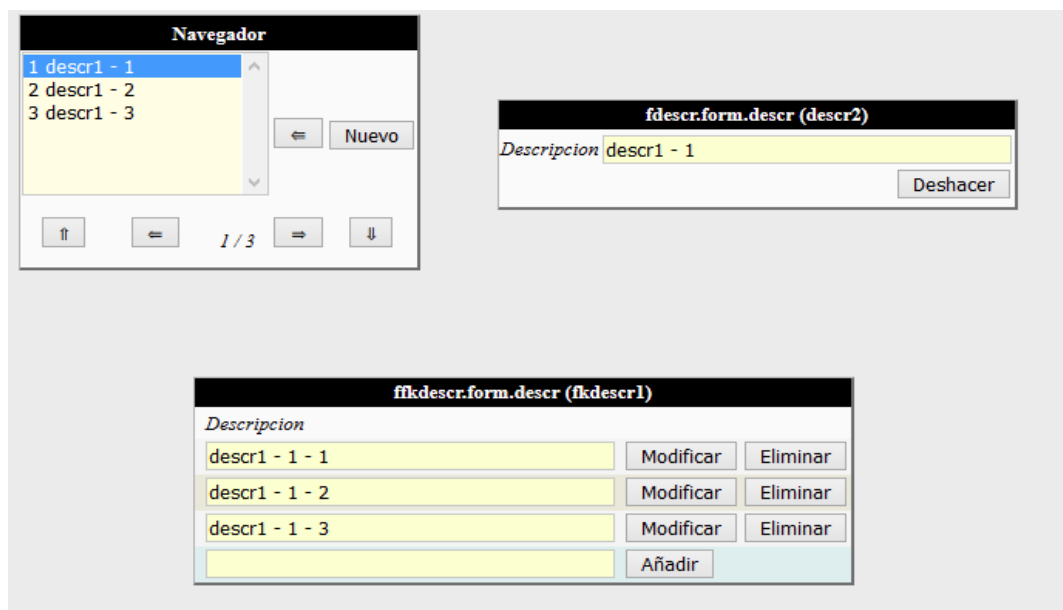 Navegador
1 descr1 - 1
2 descr1 - 2
3 descr1 - 3
⇐ Nuevo
⇑ ⇐ 1 / 3 ⇒ ⇓
fdescr.form.descr (descr2)
Descripcion descr1 - 1
Deshacer
ffkdescr.form.descr (fkdescr1)
Descripcion
descr1 - 1 - 1 Modificar Eliminar
descr1 - 1 - 2 Modificar Eliminar
descr1 - 1 - 3 Modificar Eliminar
Añadir